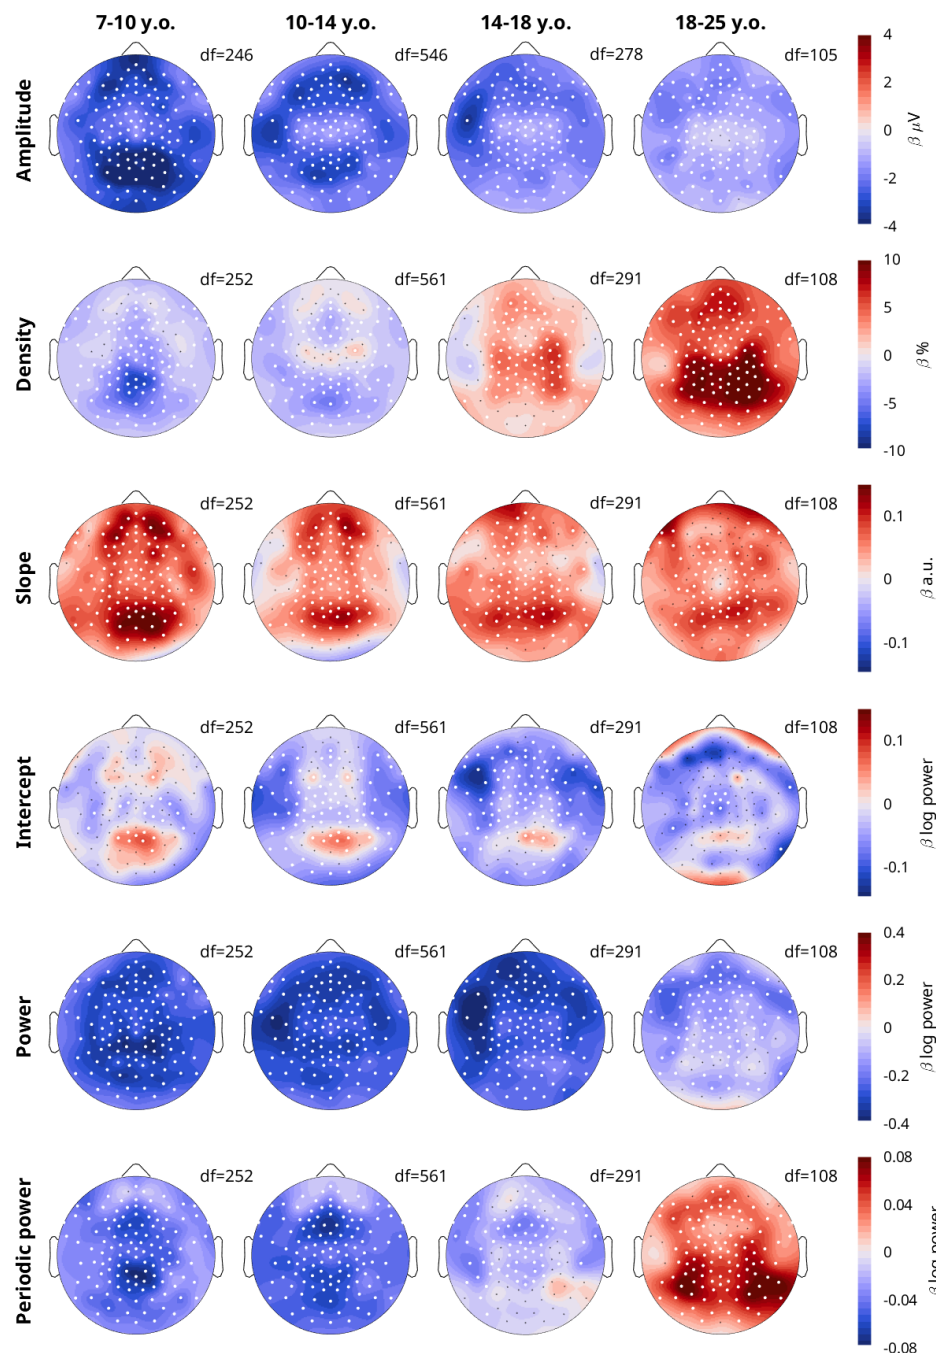 7-10 y.o. 10-14 y.o. 14-18 y.o. 18-25 y.o.
Amplitude df=246 df=546 df=278 df=105 4 2 0 -2 -4 β μV
Density df=252 df=561 df=291 df=108 10 5 0 -5 -10 β %
Slope df=252 df=561 df=291 df=108 0.1 0 -0.1 β a.u.
Intercept df=252 df=561 df=291 df=108 0.1 0 -0.1 β log power
Power df=252 df=561 df=291 df=108 0.4 0.2 0 -0.2 -0.4 β log power
Periodic power df=252 df=561 df=291 df=108 0.08 0.04 0 -0.04 -0.08 β log power